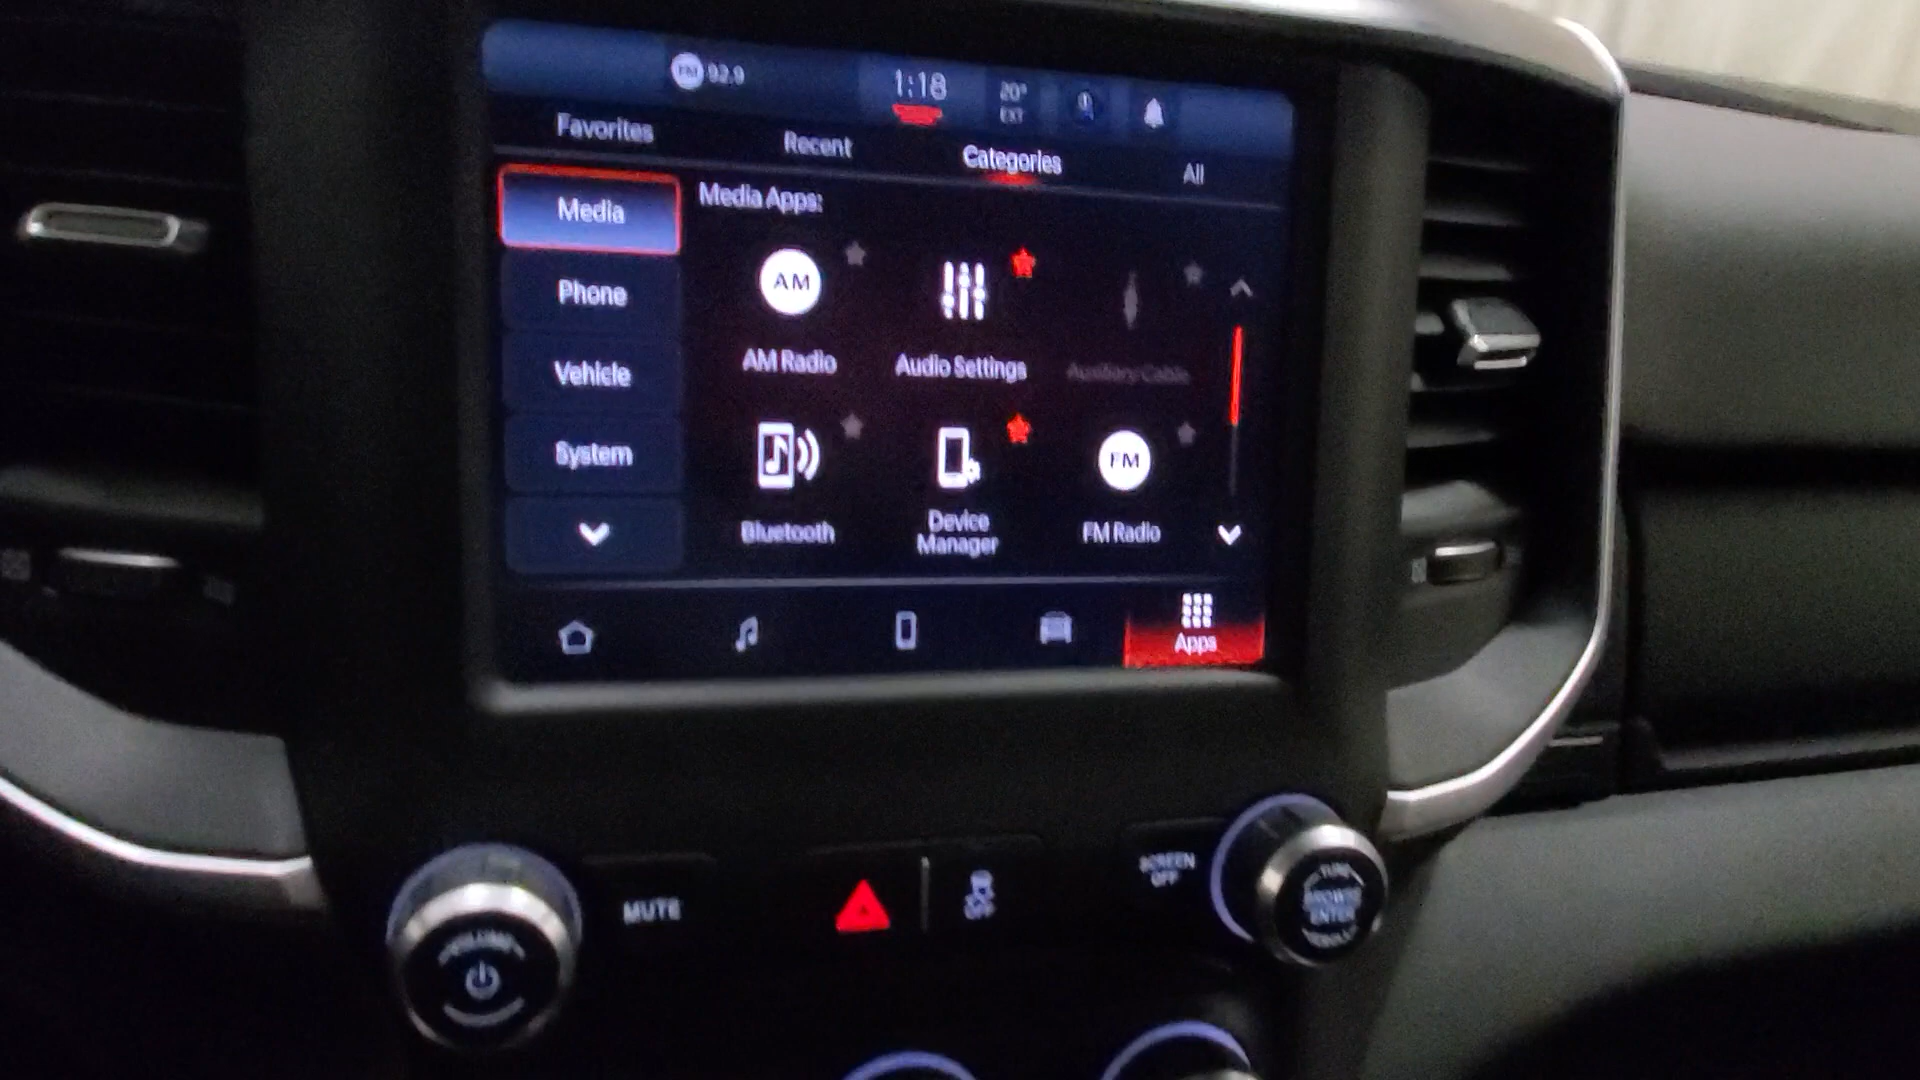 FM 92.9
1:18
20°
EXT
Favorites
Recent
Categories
All
Media
Media Apps:
Phone
Vehicle
System
AM
AM Radio
Audio Settings
Auxiliary Cable
Bluetooth
Device
Manager
FM
FM Radio
Apps
MUTE
OFF
SCREEN
OFF
VOLUME
TUNE
BROWSE
ENTER